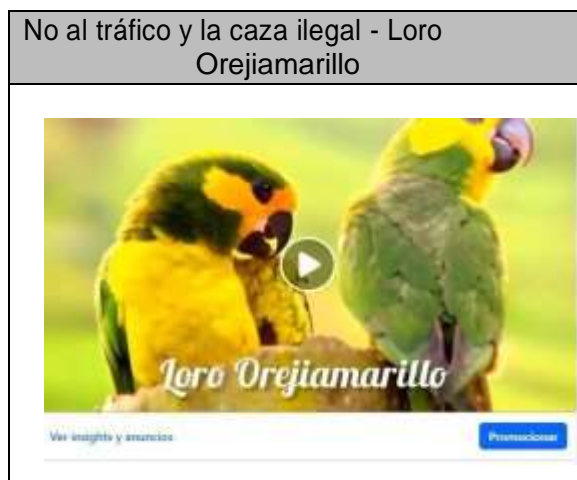 No al tráfico y la caza ilegal - Loro
Orejiamarillo
Loro Orejiamarillo
Ver insights y anuncios
Promocionar